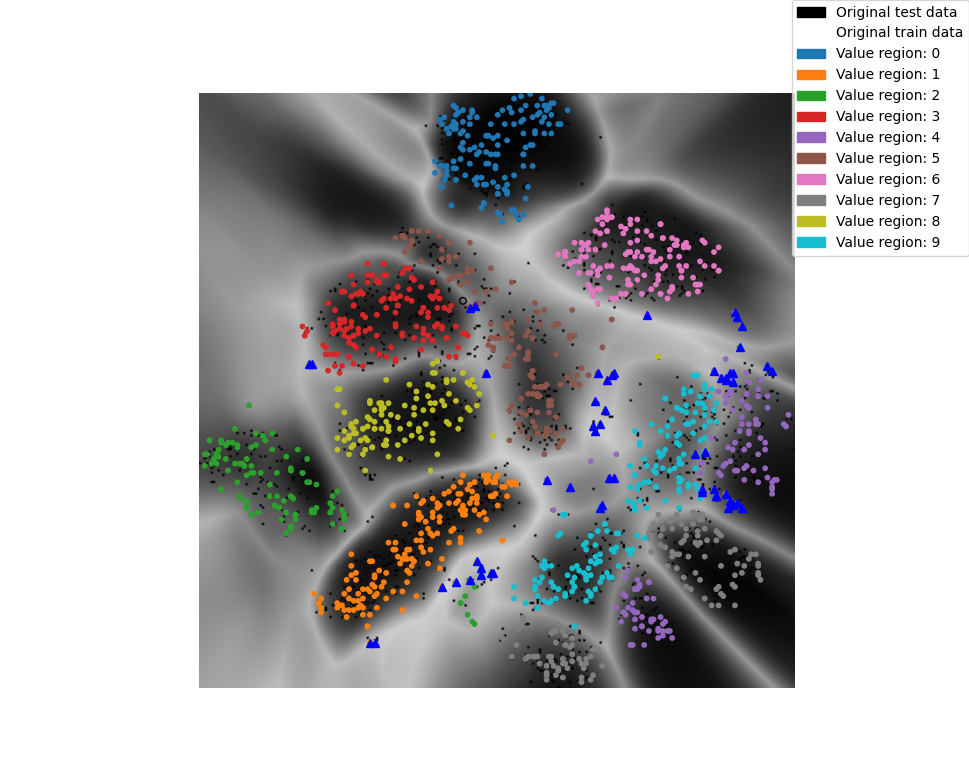 Original test data
Original train data
Value region: 0
Value region: 1
Value region: 2
Value region: 3
Value region: 4
Value region: 5
Value region: 6
Value region: 7
Value region: 8
Value region: 9